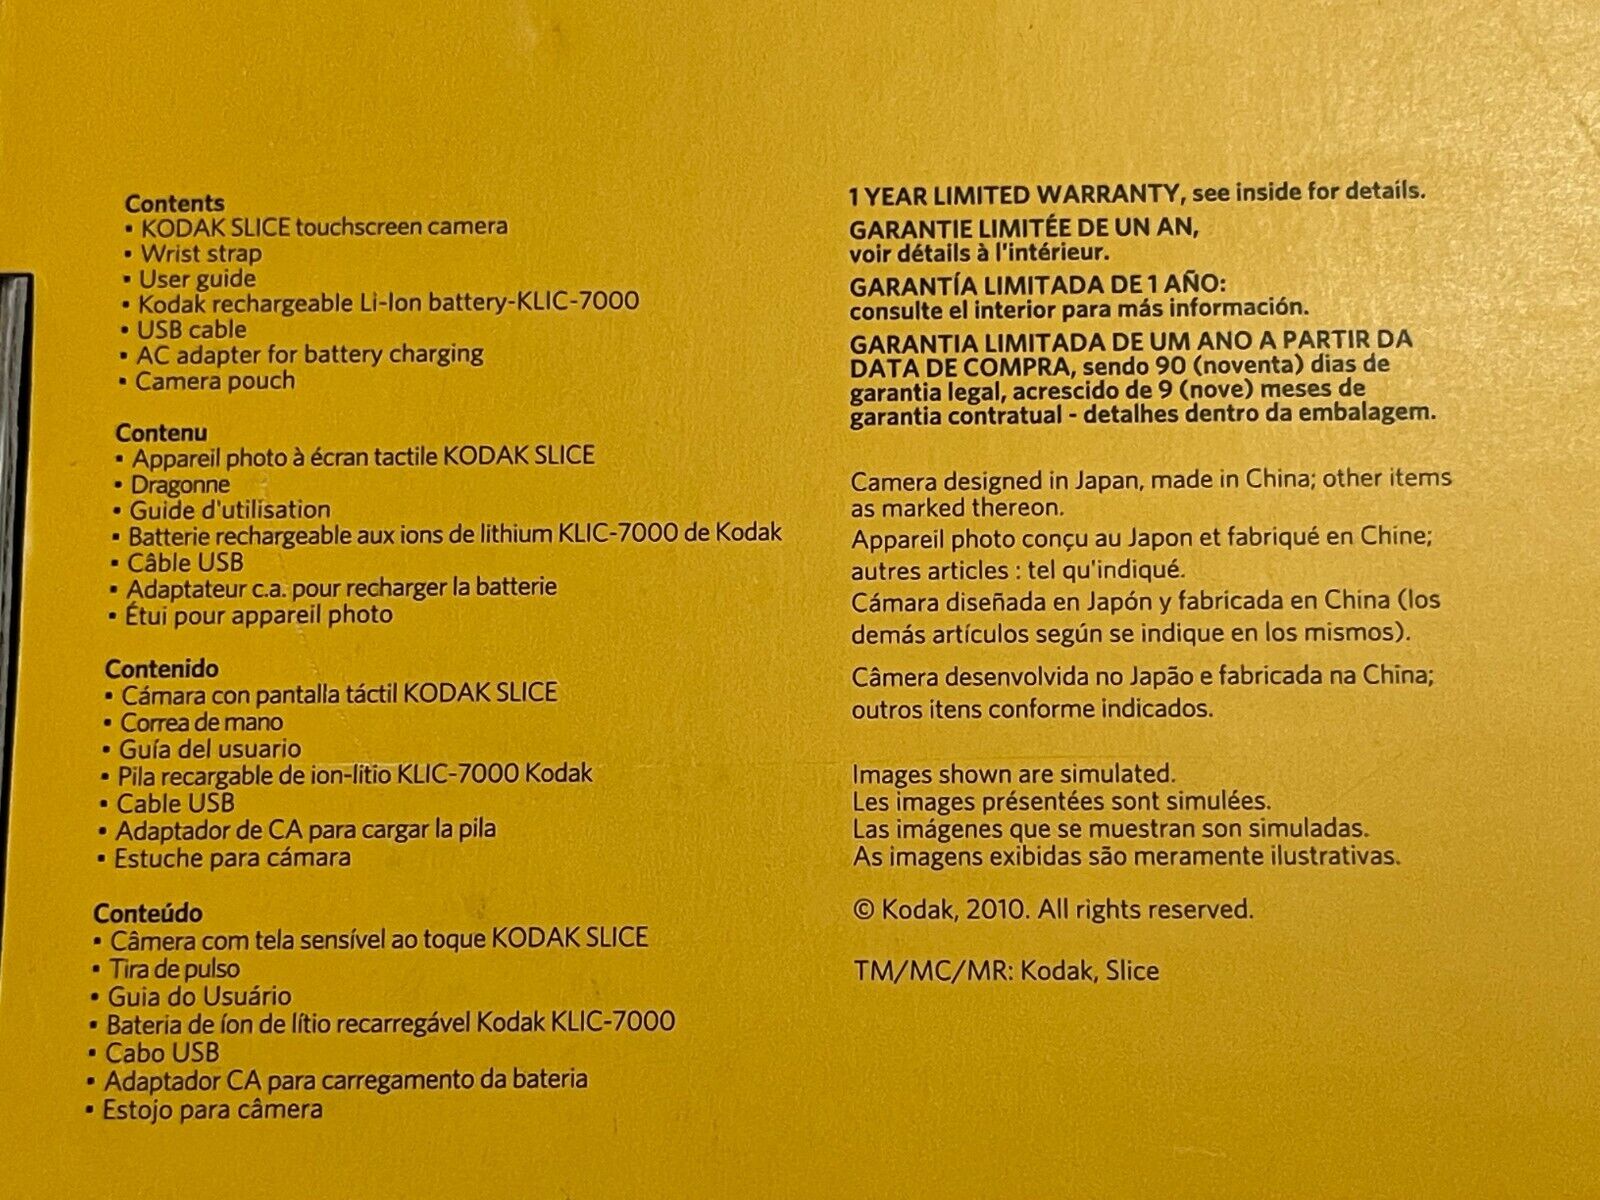 Contents
▪ KODAK SLICE touchscreen camera
▪ Wrist strap
▪ User guide
▪ Kodak rechargeable Li-Ion battery-KLIC-7000
▪ USB cable
▪ AC adapter for battery charging
▪ Camera pouch
Contenu
▪ Appareil photo à écran tactile KODAK SLICE
▪ Dragonne
▪ Guide d'utilisation
▪ Batterie rechargeable aux ions de lithium KLIC-7000 de Kodak
▪ Câble USB
▪ Adaptateur c.a. pour recharger la batterie
▪ Étui pour appareil photo
Contenido
▪ Cámara con pantalla táctil KODAK SLICE
▪ Correa de mano
▪ Guía del usuario
▪ Pila recargable de ion-litio KLIC-7000 Kodak
▪ Cable USB
▪ Adaptador de CA para cargar la pila
▪ Estuche para cámara
Conteúdo
▪ Câmera com tela sensível ao toque KODAK SLICE
▪ Tira de pulso
▪ Guia do Usuário
▪ Bateria de íon de lítio recarregável Kodak KLIC-7000
▪ Cabo USB
▪ Adaptador CA para carregamento da bateria
▪ Estojo para câmera
1 YEAR LIMITED WARRANTY, see inside for details.
GARANTIE LIMITÉE DE UN AN,
voir détails à l'intérieur.
GARANTÍA LIMITADA DE 1 AÑO:
consulte el interior para más información.
GARANTIA LIMITADA DE UM ANO A PARTIR DA
DATA DE COMPRA, sendo 90 (noventa) dias de
garantia legal, acrescido de 9 (nove) meses de
garantia contratual - detalhes dentro da embalagem.
Camera designed in Japan, made in China; other items
as marked thereon.
Appareil photo conçu au Japon et fabriqué en Chine;
autres articles : tel qu'indiqué.
Cámara diseñada en Japón y fabricada en China (los
demás artículos según se indique en los mismos).
Câmera desenvolvida no Japão e fabricada na China;
outros itens conforme indicados.
Images shown are simulated.
Les images présentées sont simulées.
Las imágenes que se muestran son simuladas.
As imagens exibidas são meramente ilustrativas.
© Kodak, 2010. All rights reserved.
TM/MC/MR: Kodak, Slice